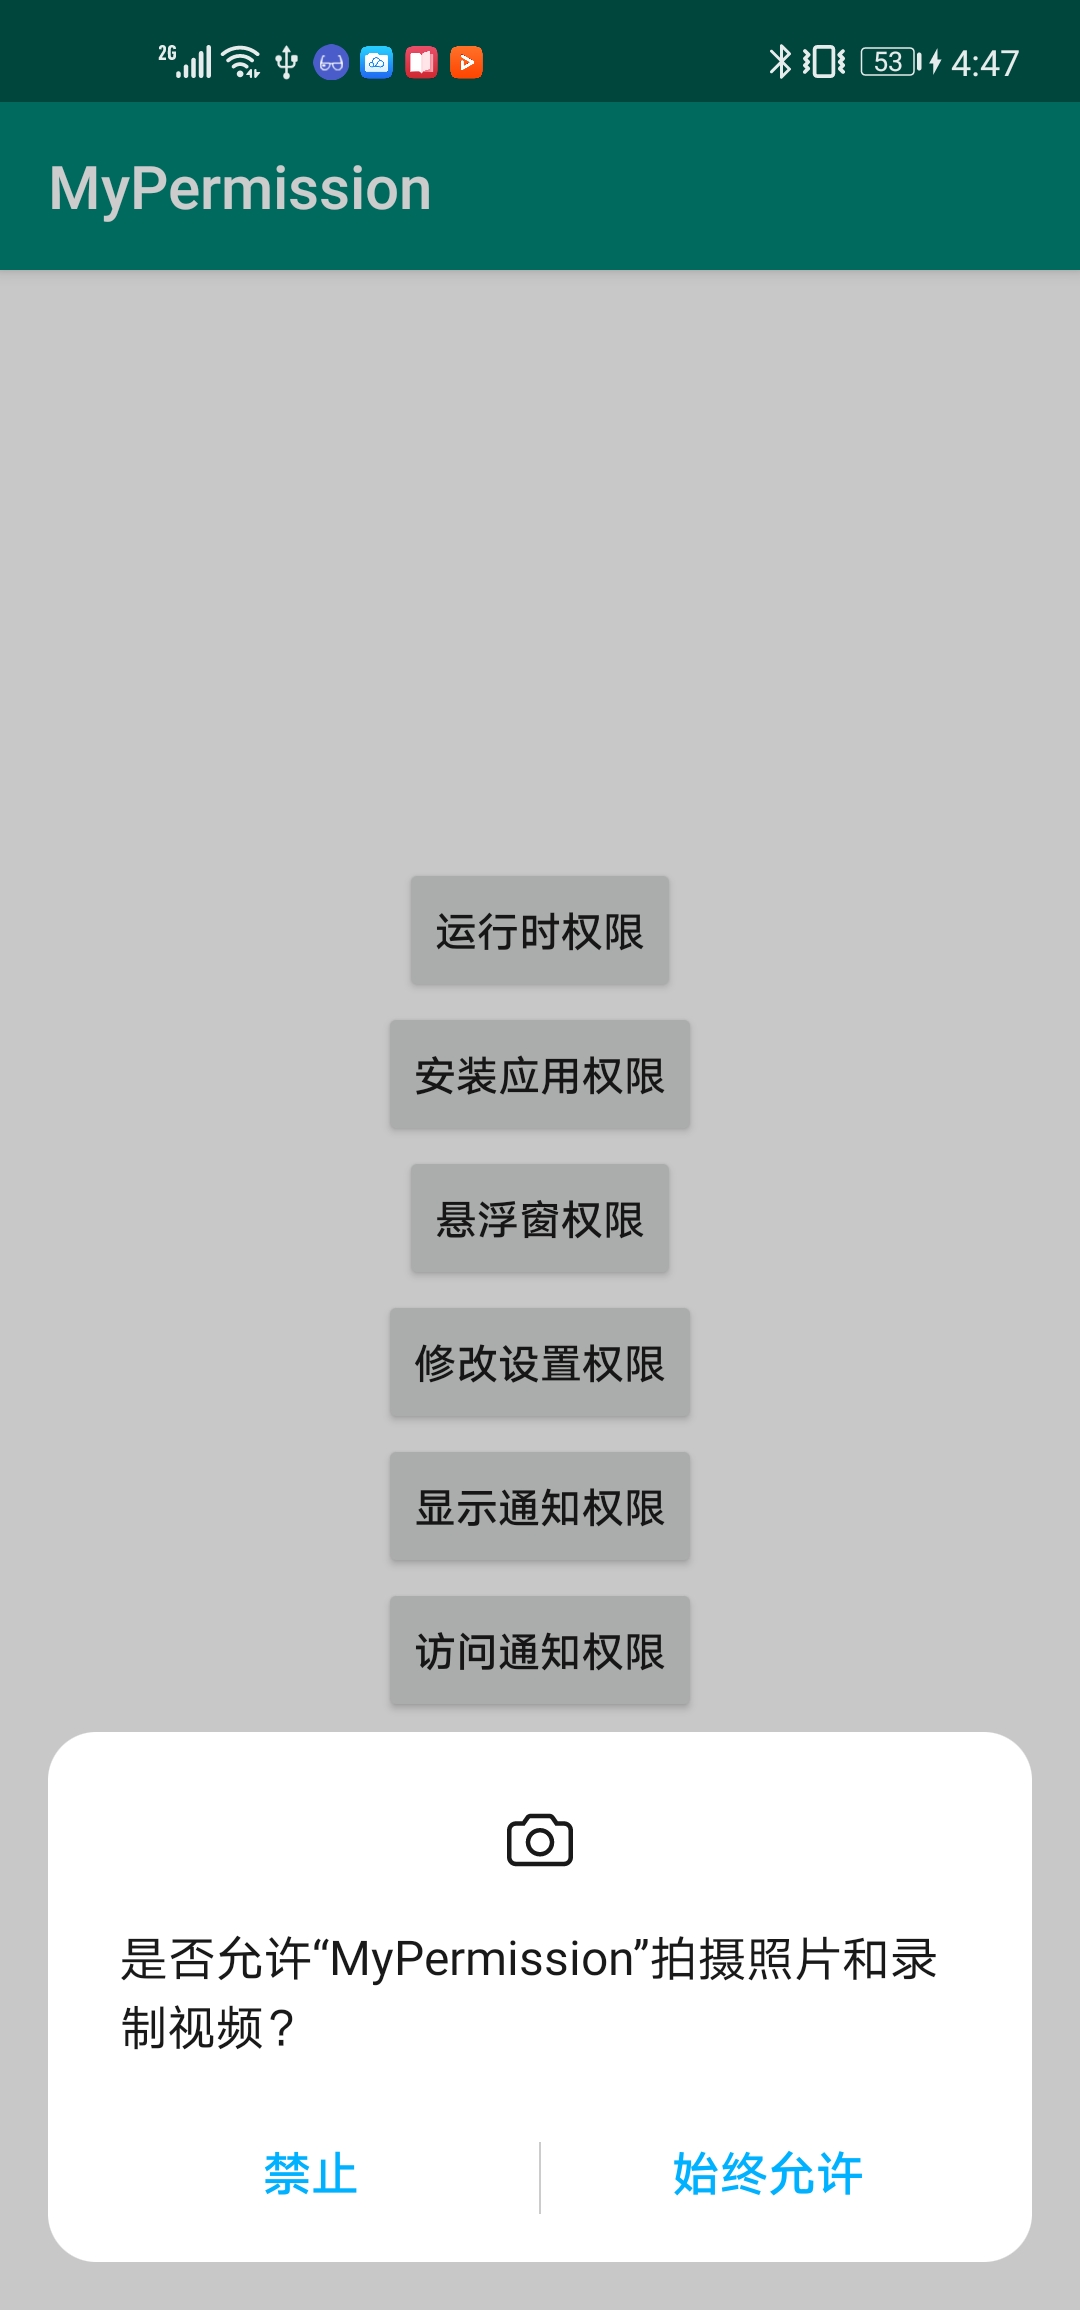 2G 53 4:47
MyPermission
运行时权限
安装应用权限
悬浮窗权限
修改设置权限
显示通知权限
访问通知权限
是否允许“MyPermission”拍摄照片和录
制视频？
禁止 始终允许